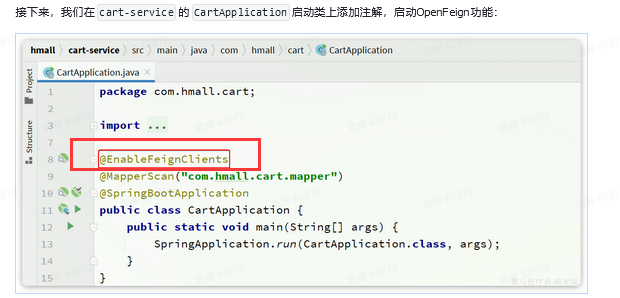 接下来，我们在 cart-service 的 CartApplication 启动类上添加注解，启动OpenFeign功能：
hmall 〉 cart-service 〉 src 〉 main 〉 java 〉 com 〉 hmall 〉 cart 〉 CartApplication
CartApplication.java ×
Project
Structure
1 package com.hmall.cart;
2
3 import ...
7
8 @EnableFeignClients
9 @MapperScan("com.hmall.cart.mapper")
10 @SpringBootApplication
11 public class CartApplication {
12 public static void main(String[] args) {
13 SpringApplication.run(CartApplication.class, args);
14 }
15 }